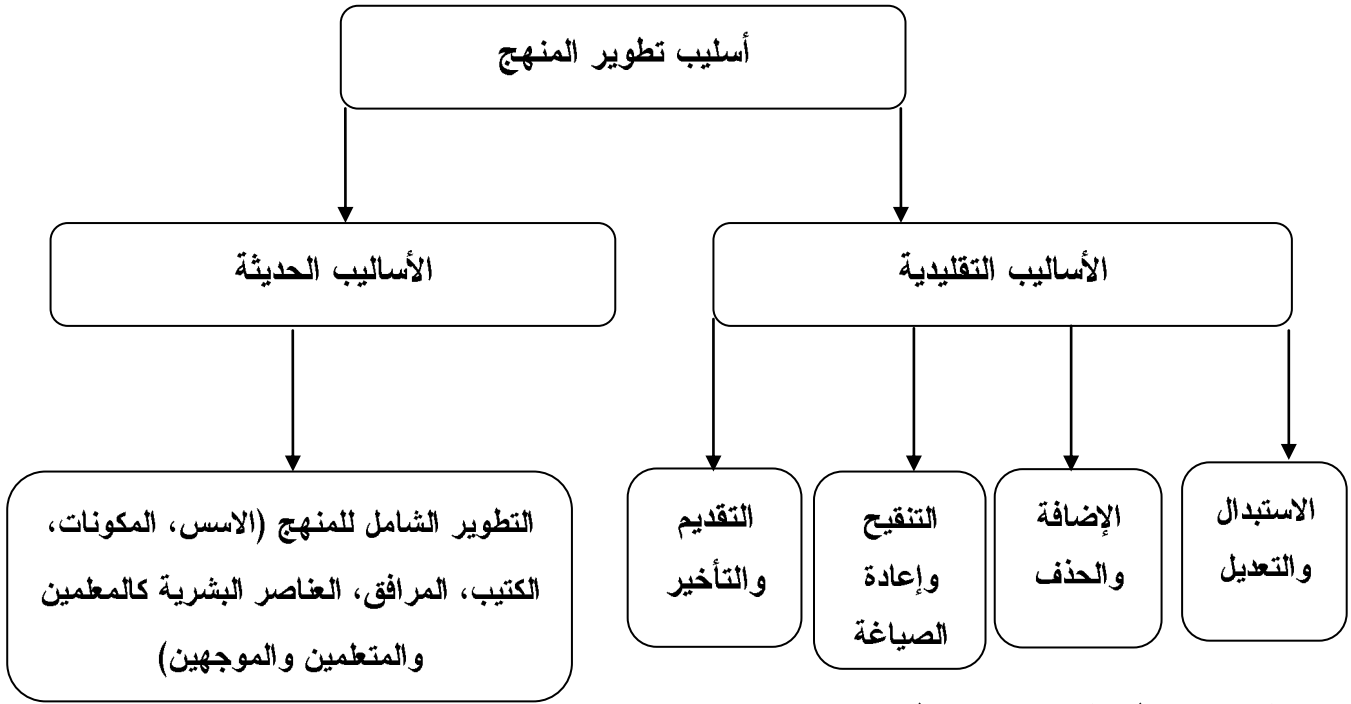 أسليب تطوير المنهج
الأساليب التقليدية
الأساليب الحديثة
الاستبدال
والتعديل
الإضافة
والحذف
التنقيح
وإعادة
الصياغة
التقديم
والتأخير
التطوير الشامل للمنهج (الاسس، المكونات،
الكتيب، المرافق، العناصر البشرية كالمعلمين
والمتعلمين والموجهين)